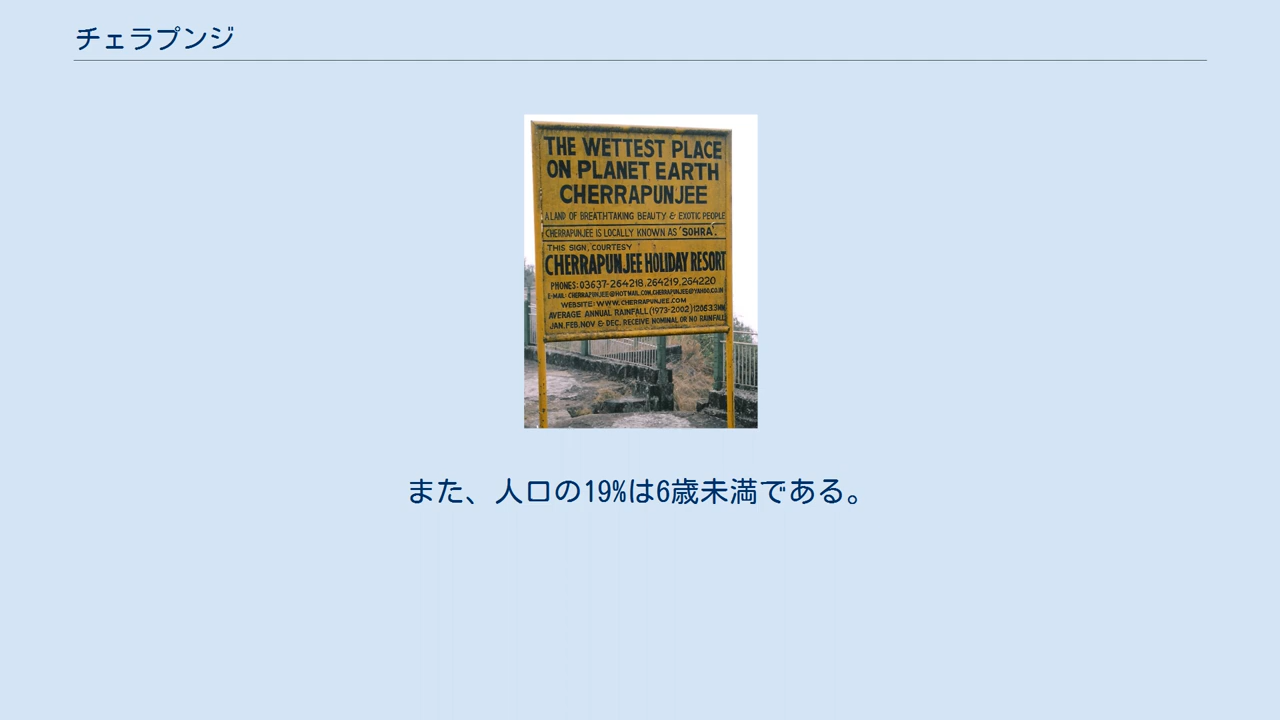 チェラプンジ
THE WETTEST PLACE
ON PLANET EARTH
CHERRAPUNJEE
A LAND OF BREATHTAKING BEAUTY & EXOTIC PEOPLE
CHERRAPUNJEE IS LOCALLY KNOWN AS 'SOHRA'.
THIS SIGN, COURTESY
CHERRAPUNJEE HOLIDAY RESORT
PHONES: 03637-264218, 264219, 264220
E-MAIL: CHERRAPUNJEE@HOTMAIL.COM, CHERRAPUNJEE@YAHOO.CO.IN
WEBSITE: WWW.CHERRAPUNJEE.COM
AVERAGE ANNUAL RAINFALL (1973-2002) 12063.3MM
JAN, FEB, NOV & DEC. RECEIVE NOMINAL OR NO RAINFALL
また、人口の19%は6歳未満である。